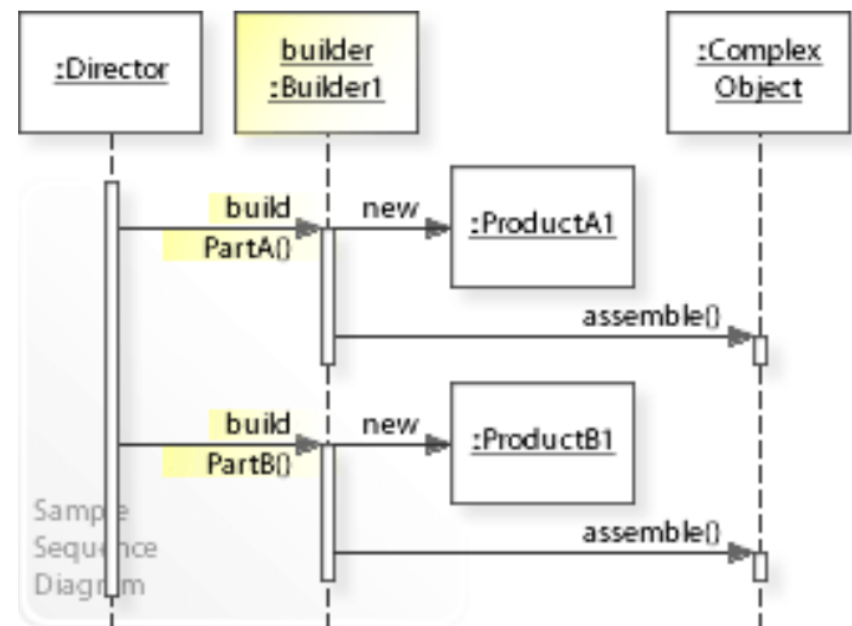 :Director
builder
:Builder1
:Complex
Object
build
PartA()
new
:ProductA1
assemble()
build
PartB()
new
:ProductB1
assemble()
Sample
Sequence
Diagram